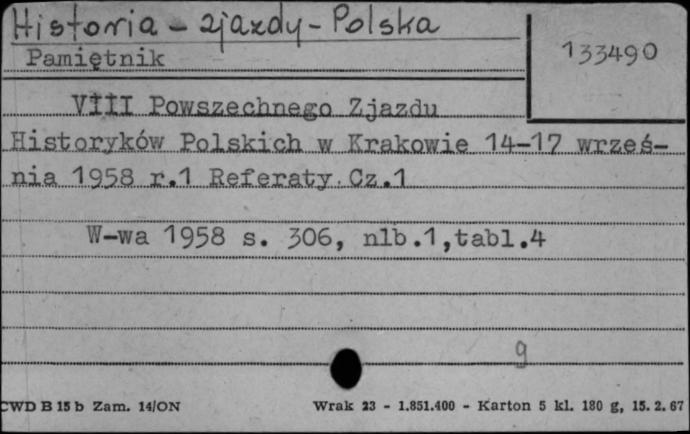 Historia - zjazdy - Polska
133490
Pamiętnik
VIII Powszechnego Zjazdu
Historyków Polskich w Krakowie 14-17 wrześ-
nia 1958 r.1 Referaty.Cz.1
W-wa 1958 s. 306, nlb.1,tabl.4
g
CWD B 15 b Zam. 14/ON
Wrak 23 - 1.851.400 - Karton 5 kl. 180 g, 15. 2. 67